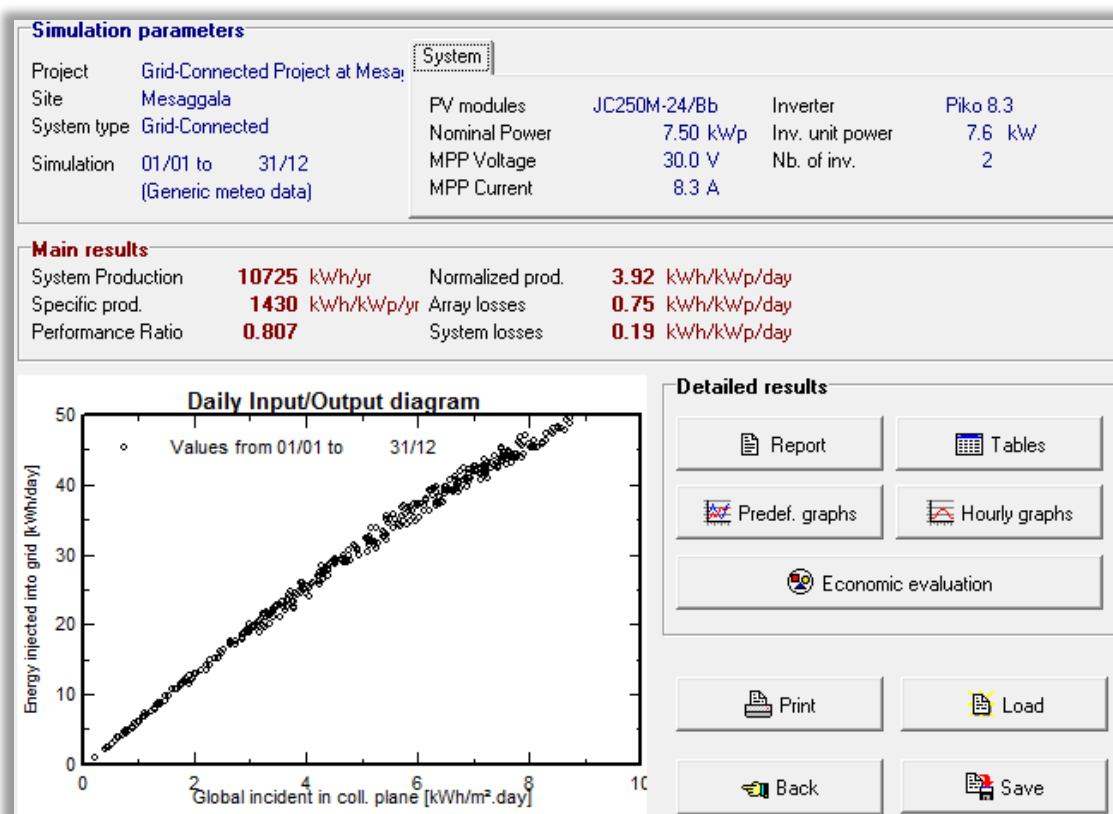 Simulation parameters
Project Grid-Connected Project at Mesa
Site Mesaggala
System type Grid-Connected
Simulation 01/01 to 31/12
(Generic meteo data)
System
PV modules JC250M-24/Bb Inverter Piko 8.3
Nominal Power 7.50 kWp Inv. unit power 7.6 kW
MPP Voltage 30.0 V Nb. of inv. 2
MPP Current 8.3 A
Main results
System Production 10725 kWh/yr Normalized prod. 3.92 kWh/kWp/day
Specific prod. 1430 kWh/kWp/yr Array losses 0.75 kWh/kWp/day
Performance Ratio 0.807 System losses 0.19 kWh/kWp/day
Daily Input/Output diagram
Values from 01/01 to 31/12
Energy injected into grid [kWh/day]
50
40
30
20
10
0
0 2 4 6 8 10
Global incident in coll. plane [kWh/m².day]
Detailed results
Report Tables
Predef. graphs Hourly graphs
Economic evaluation
Print Load
Back Save